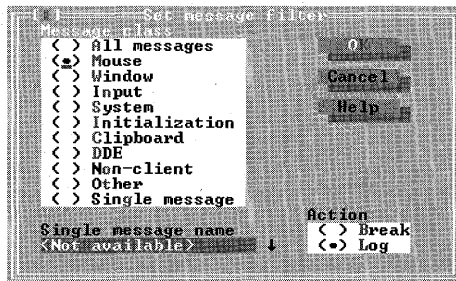 Set message filter
Message class
( ) All messages
(•) Mouse
( ) Window
( ) Input
( ) System
( ) Initialization
( ) Clipboard
( ) DDE
( ) Non-client
( ) Other
( ) Single message
OK
Cancel
Help
Single message name
<Not available> ↓
Action
( ) Break
(•) Log